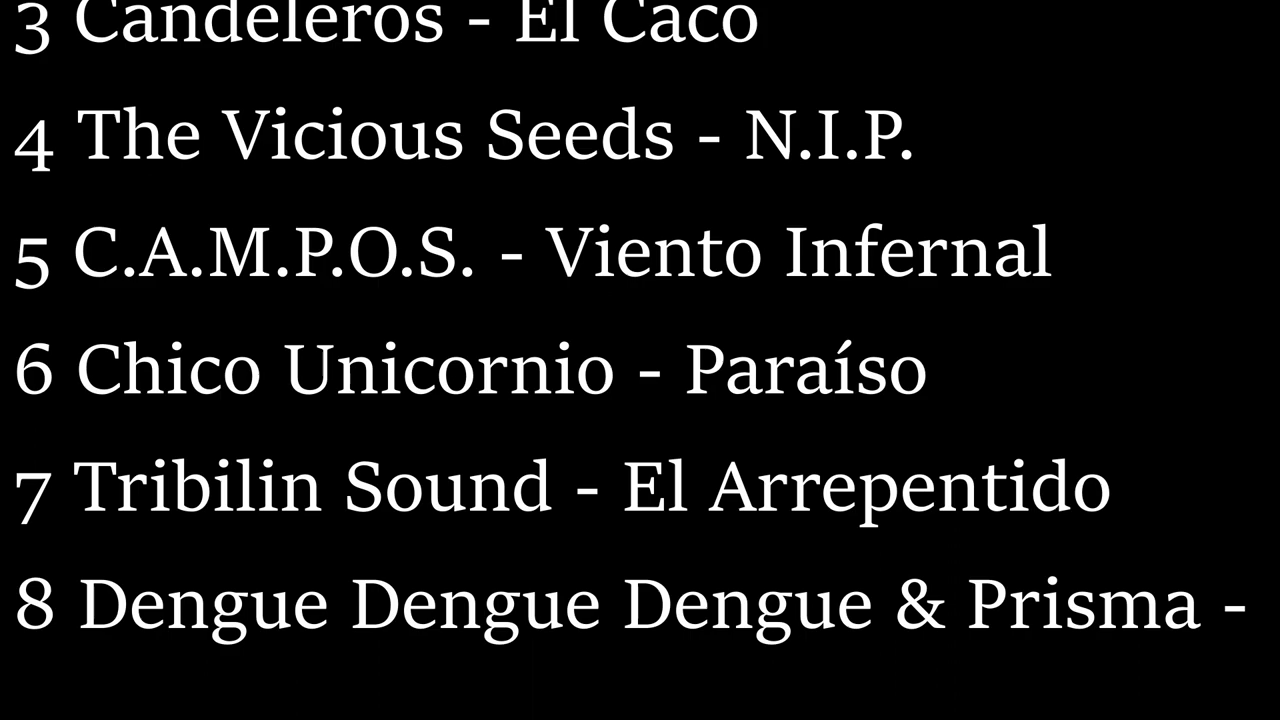 3 Candeleros - El Caco
4 The Vicious Seeds - N.I.P.
5 C.A.M.P.O.S. - Viento Infernal
6 Chico Unicornio - Paraíso
7 Tribilin Sound - El Arrepentido
8 Dengue Dengue Dengue & Prisma -